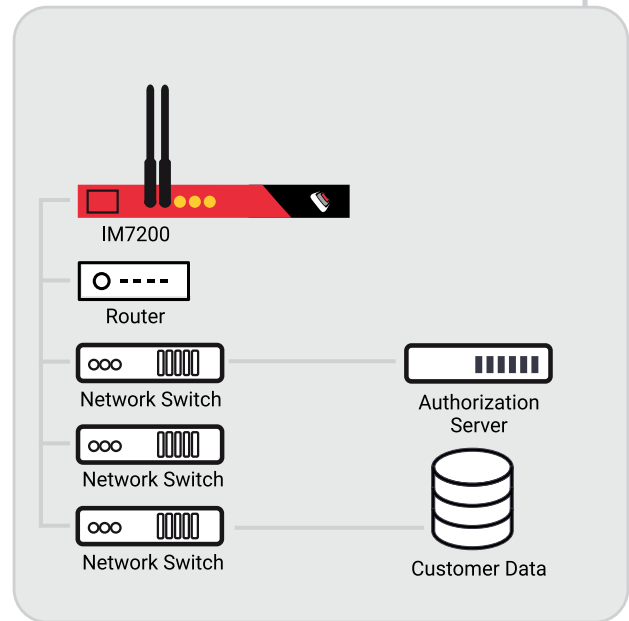 IM7200
Router
Network Switch
Authorization
Server
Network Switch
Network Switch
Customer Data